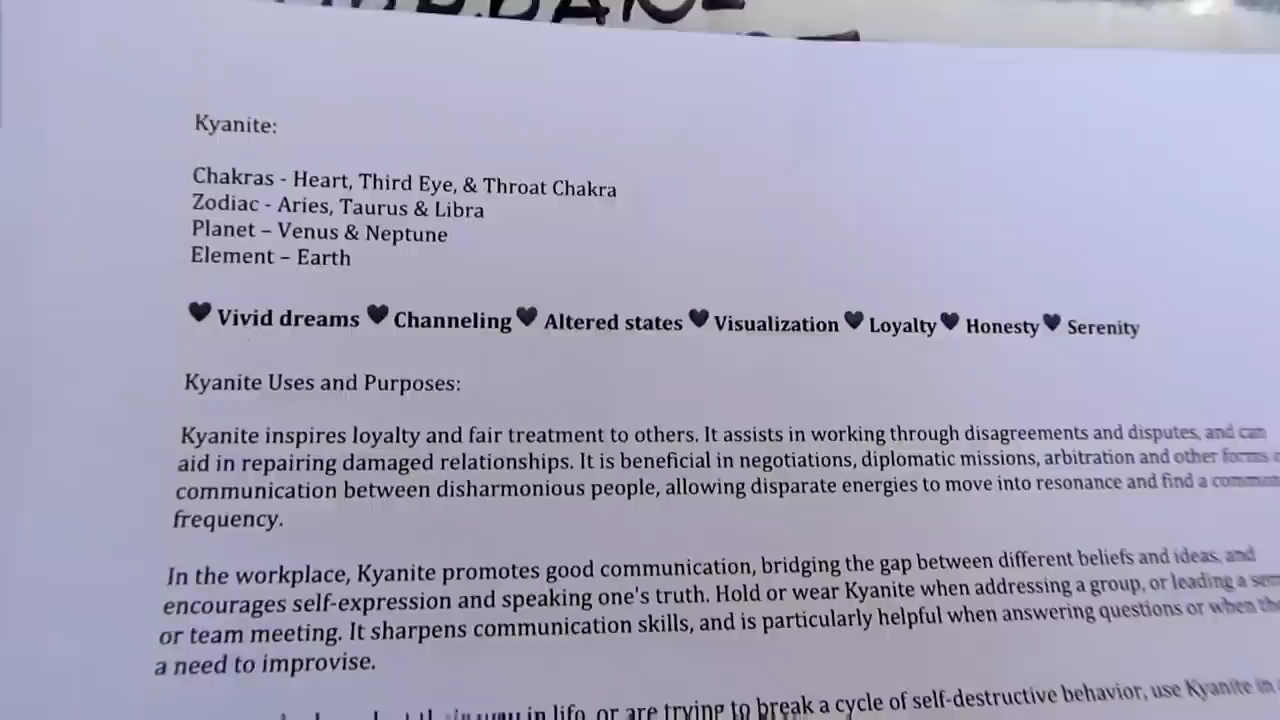 Kyanite:
Chakras - Heart, Third Eye, & Throat Chakra
Zodiac - Aries, Taurus & Libra
Planet – Venus & Neptune
Element – Earth
♥ Vivid dreams ♥ Channeling ♥ Altered states ♥ Visualization ♥ Loyalty ♥ Honesty ♥ Serenity
Kyanite Uses and Purposes:
Kyanite inspires loyalty and fair treatment to others. It assists in working through disagreements and disputes, and can
aid in repairing damaged relationships. It is beneficial in negotiations, diplomatic missions, arbitration and other forms
communication between disharmonious people, allowing disparate energies to move into resonance and find a common
frequency.
In the workplace, Kyanite promotes good communication, bridging the gap between different beliefs and ideas, and
encourages self-expression and speaking one's truth. Hold or wear Kyanite when addressing a group, or leading a
or team meeting. It sharpens communication skills, and is particularly helpful when answering questions or when
a need to improvise.
in life, or are trying to break a cycle of self-destructive behavior, use Kyanite in